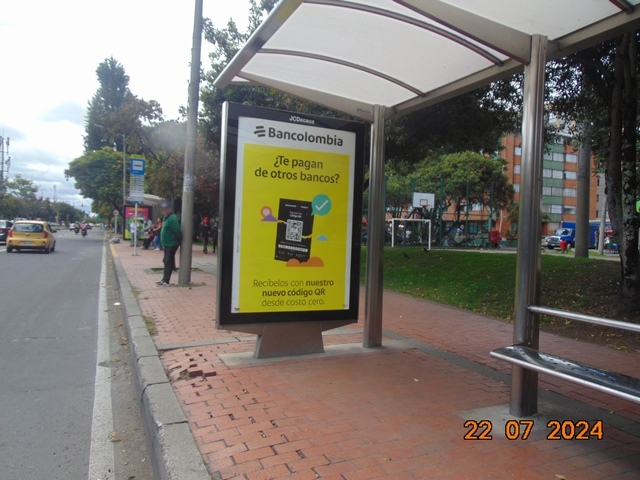 JCDecaux
Bancolombia
¿Te pagan
de otros bancos?
Recíbelos con nuestro
nuevo código QR
desde costo cero.
22 07 2024